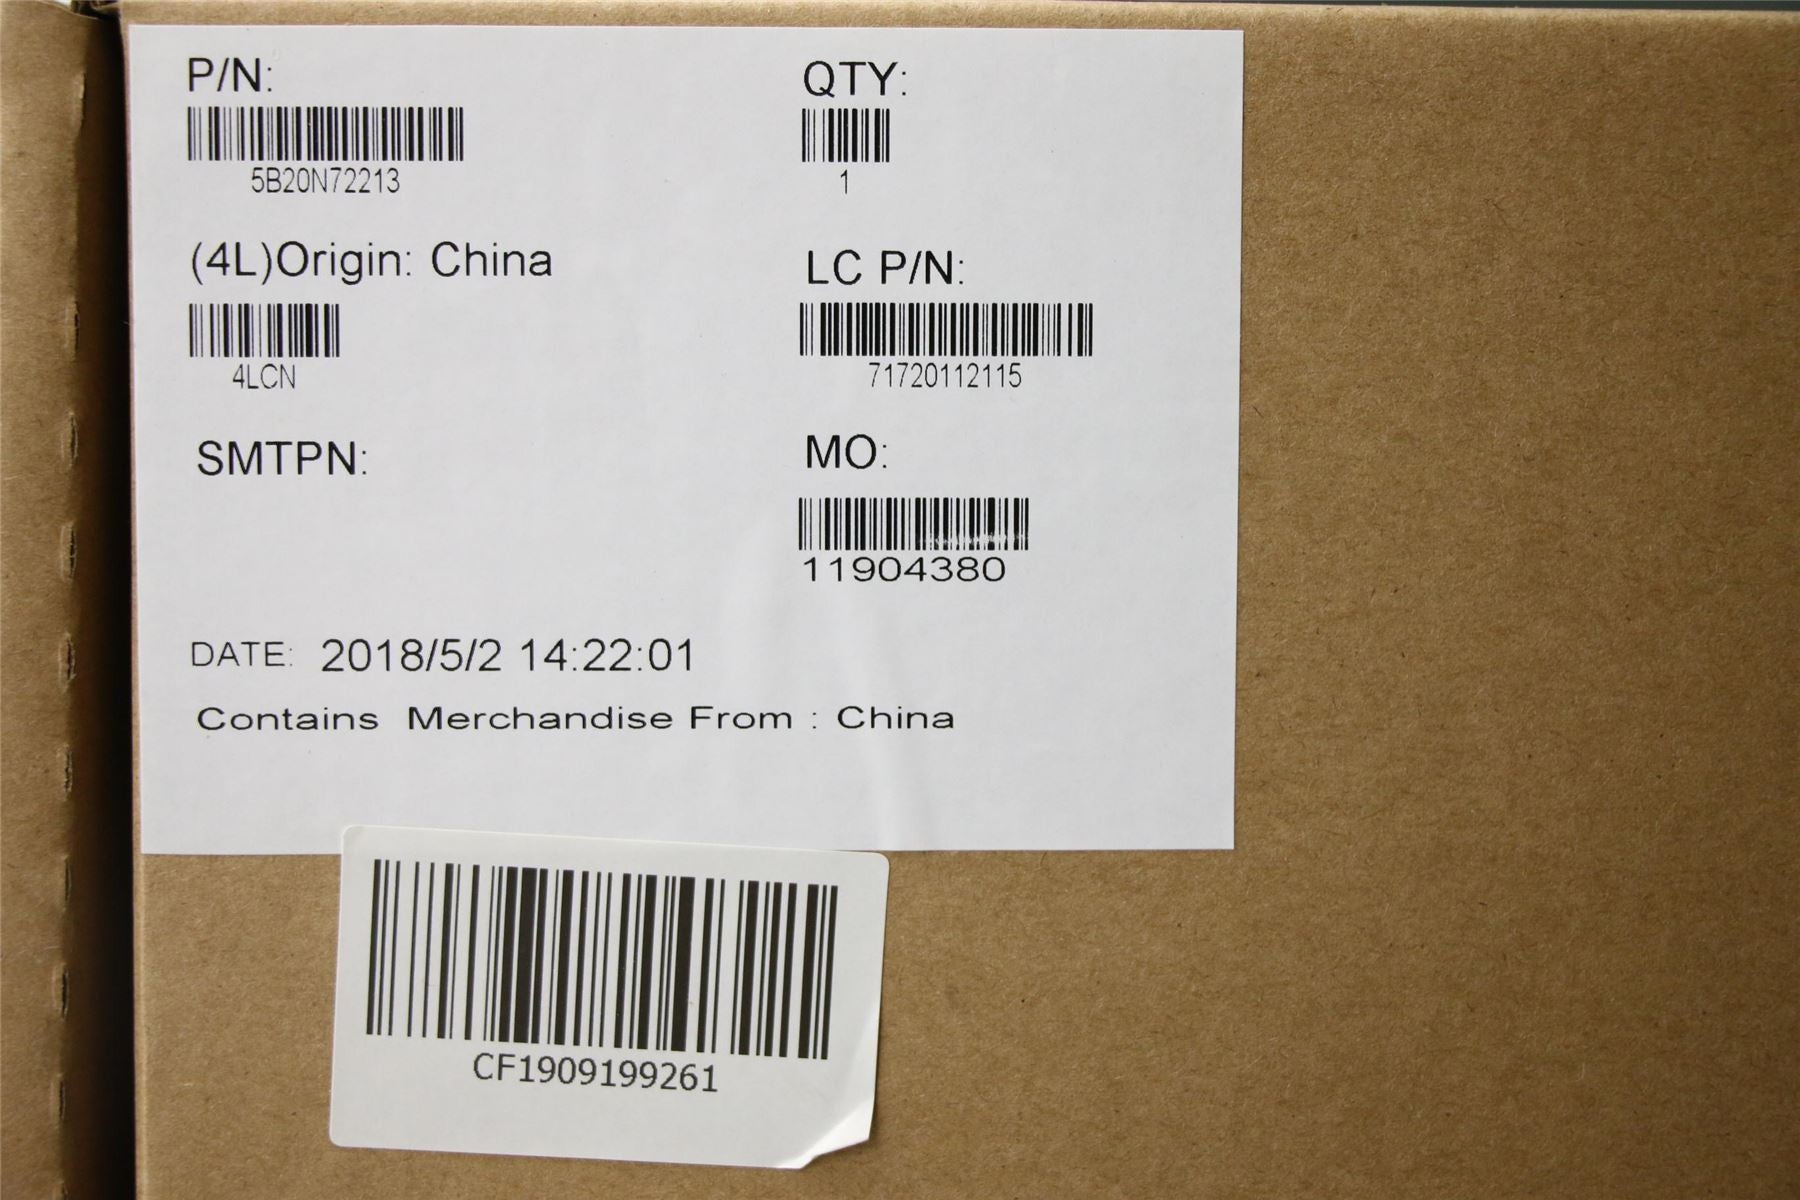 P/N:
5B20N72213
QTY:
1
(4L)Origin: China
4LCN
LC P/N:
71720112115
SMTPN:
MO:
11904380
DATE: 2018/5/2 14:22:01
Contains Merchandise From : China
CF1909199261